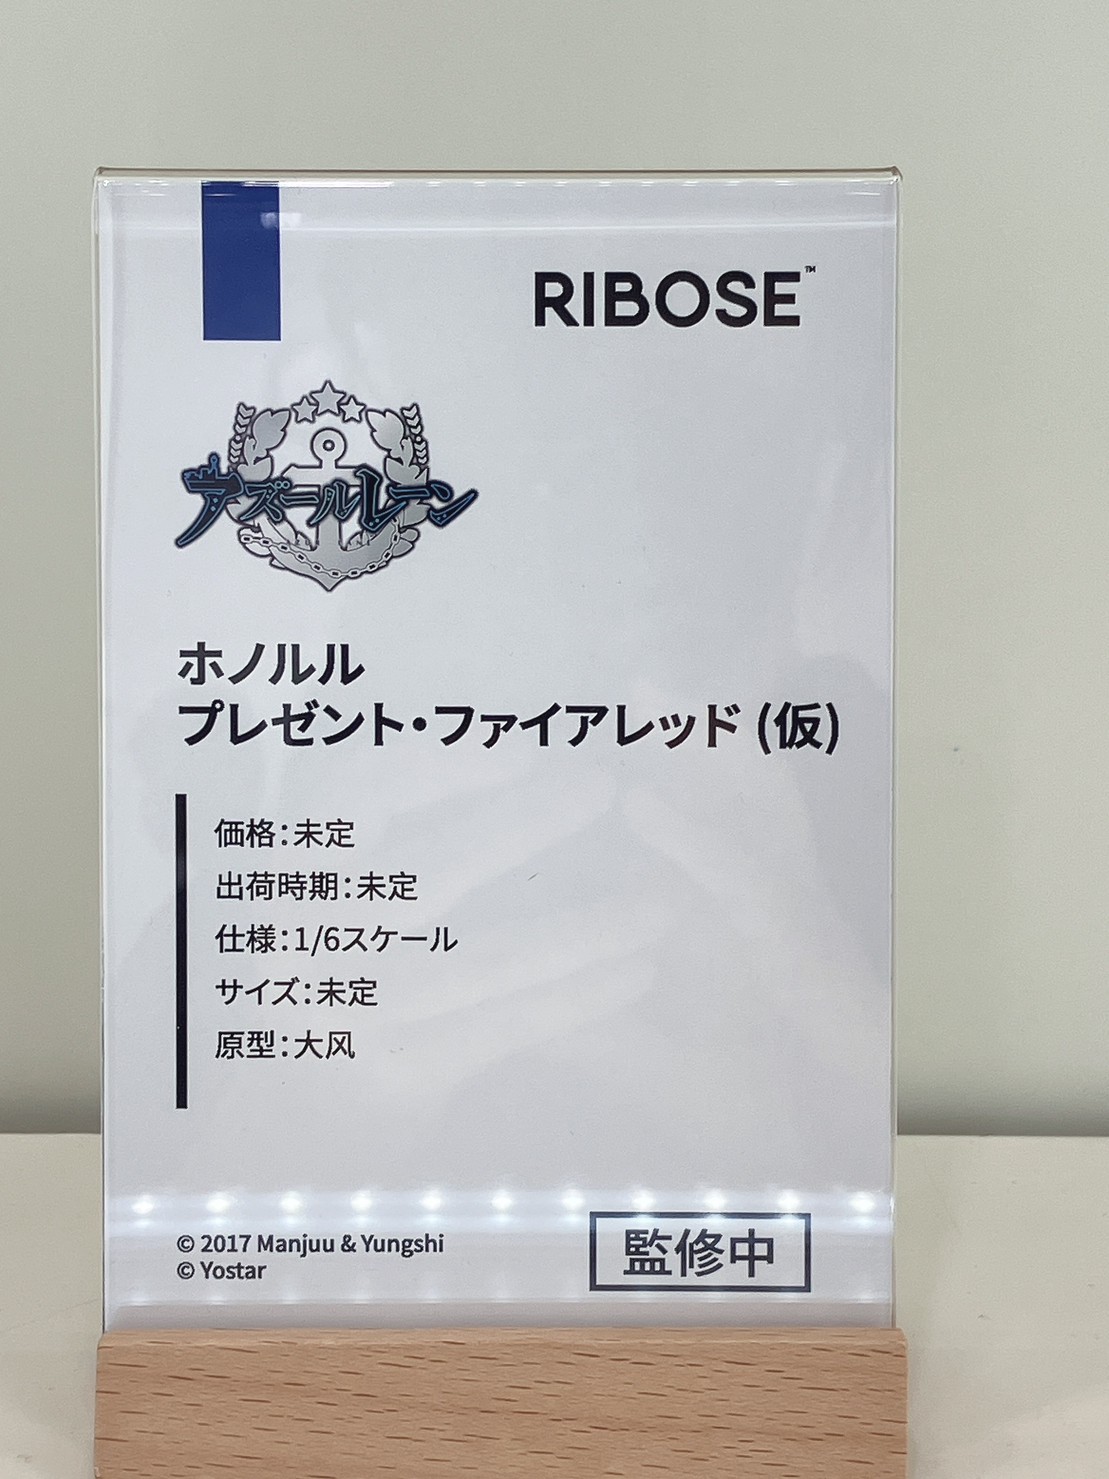 RIBOSE™
アズールレーン
ホノルル
プレゼント・ファイアレッド (仮)
価格：未定
出荷時期：未定
仕様：1/6スケール
サイズ：未定
原型：大风
© 2017 Manjuu & Yungshi
© Yostar
監修中